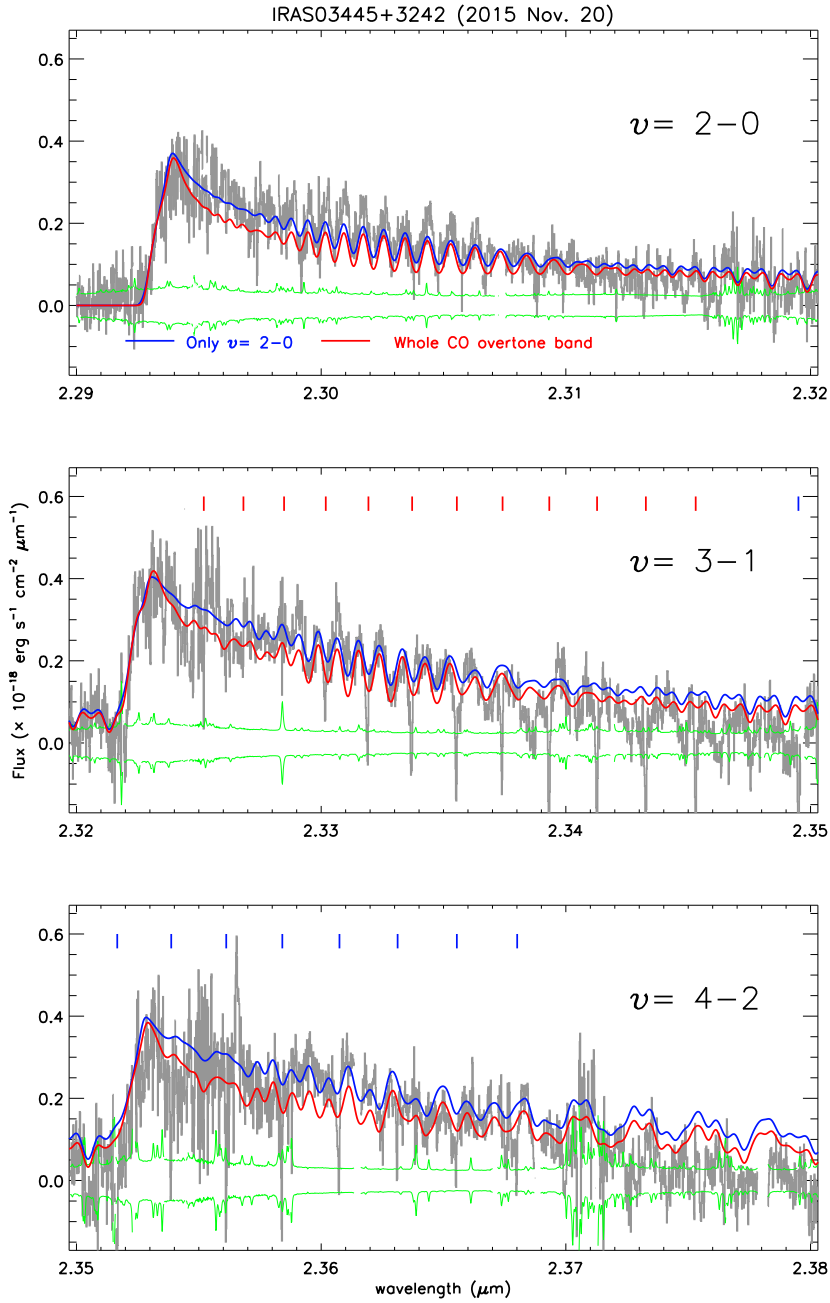 IRAS03445+3242 (2015 Nov. 20)
0.6
υ= 2−0
0.4
0.2
0.0
Only υ= 2−0 Whole CO overtone band
2.29 2.30 2.31 2.32
0.6
υ= 3−1
0.4
0.2
0.0
Flux (× 10⁻¹⁸ erg s⁻¹ cm⁻² μm⁻¹)
2.32 2.33 2.34 2.35
0.6
υ= 4−2
0.4
0.2
0.0
2.35 2.36 2.37 2.38
wavelength (μm)